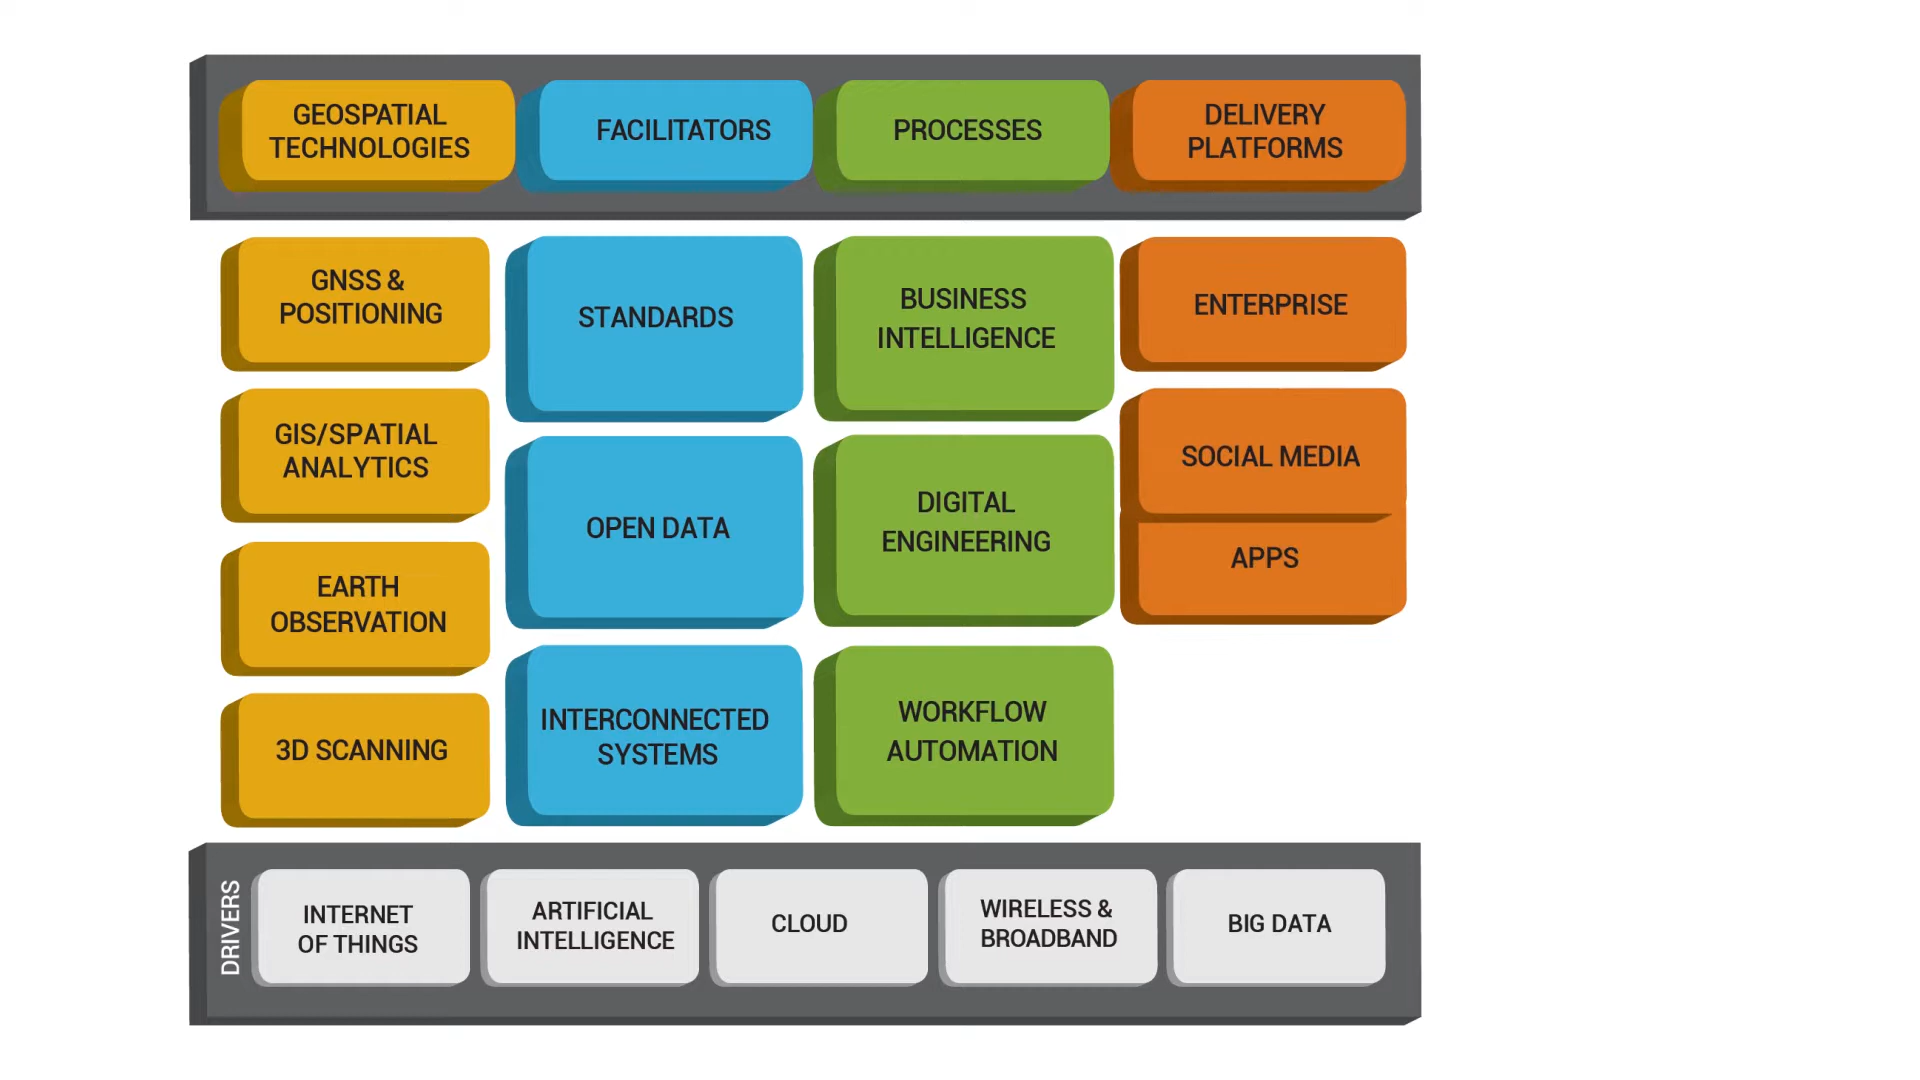 GEOSPATIAL
TECHNOLOGIES
FACILITATORS
PROCESSES
DELIVERY
PLATFORMS
GNSS &
POSITIONING
GIS/SPATIAL
ANALYTICS
EARTH
OBSERVATION
3D SCANNING
STANDARDS
OPEN DATA
INTERCONNECTED
SYSTEMS
BUSINESS
INTELLIGENCE
DIGITAL
ENGINEERING
WORKFLOW
AUTOMATION
ENTERPRISE
SOCIAL MEDIA
APPS
DRIVERS
INTERNET
OF THINGS
ARTIFICIAL
INTELLIGENCE
CLOUD
WIRELESS &
BROADBAND
BIG DATA